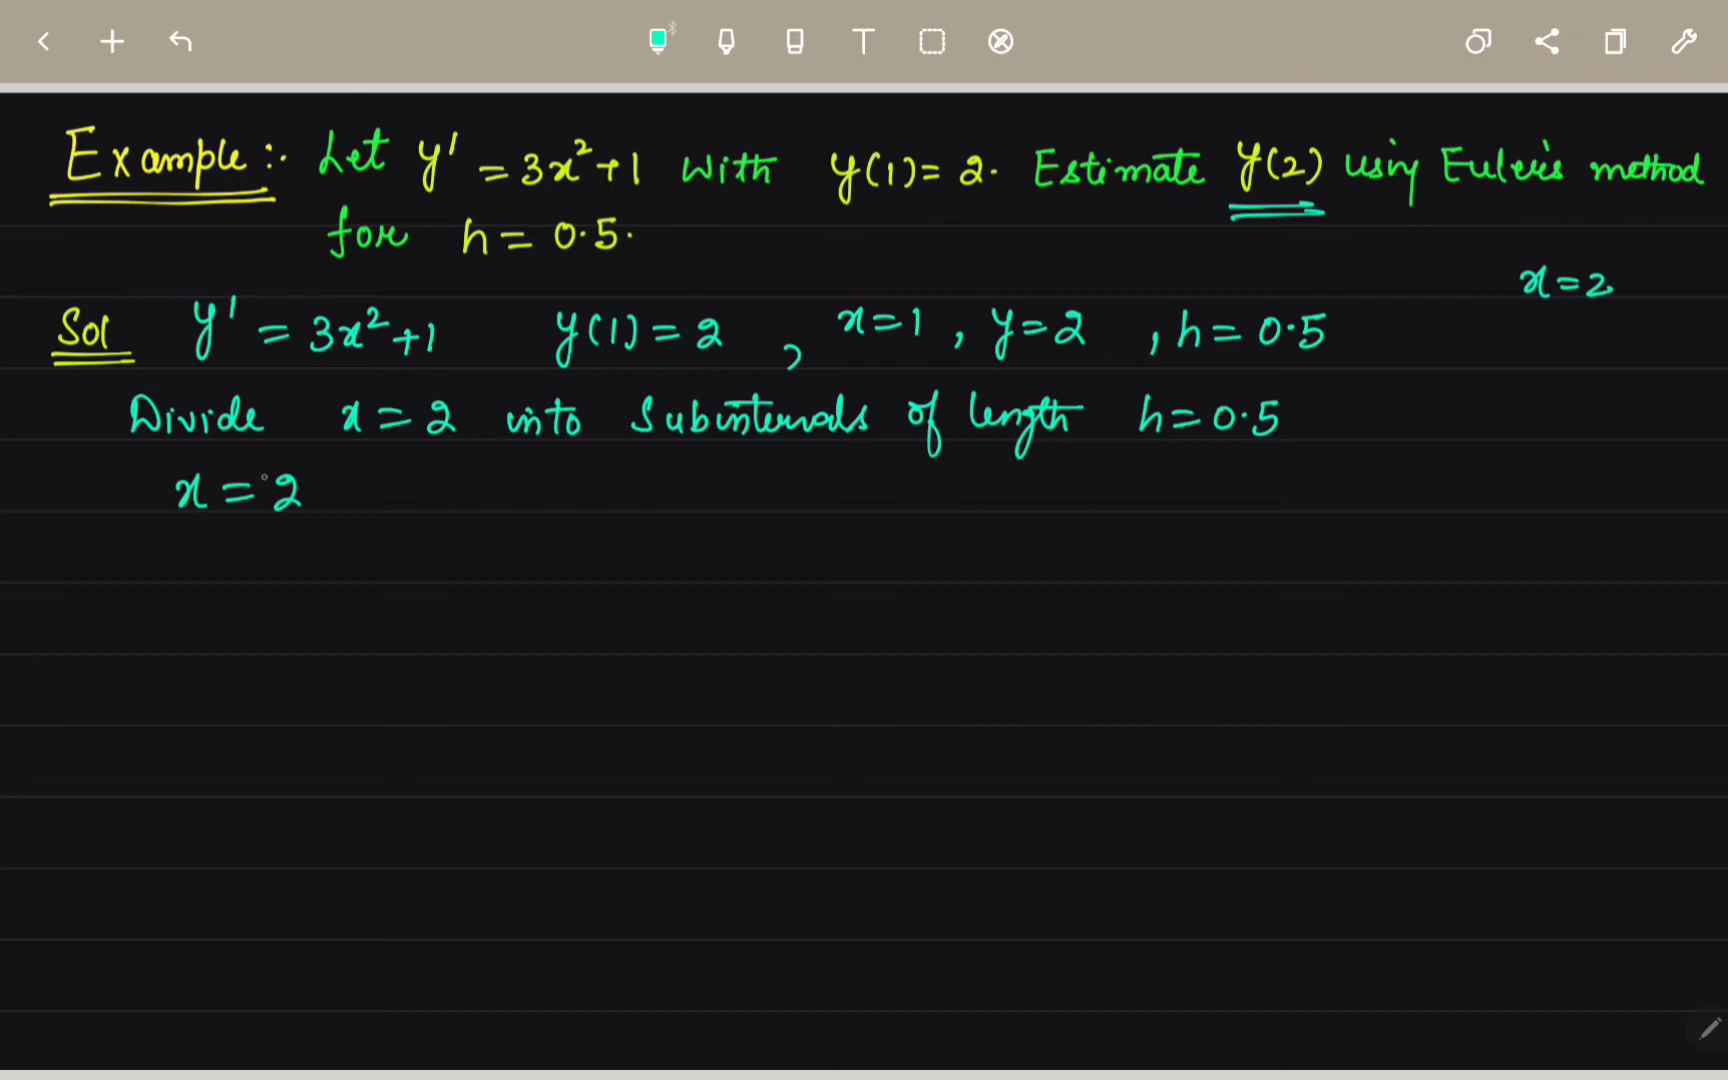 Example:- Let y' = 3x²+1 with y(1)= 2. Estimate y(2) using Euler's method
for h = 0.5.
x=2
Sol y' = 3x²+1 y(1) = 2 , x=1 , y=2 , h = 0.5
Divide x = 2 into Subintervals of length h=0.5
x = 2